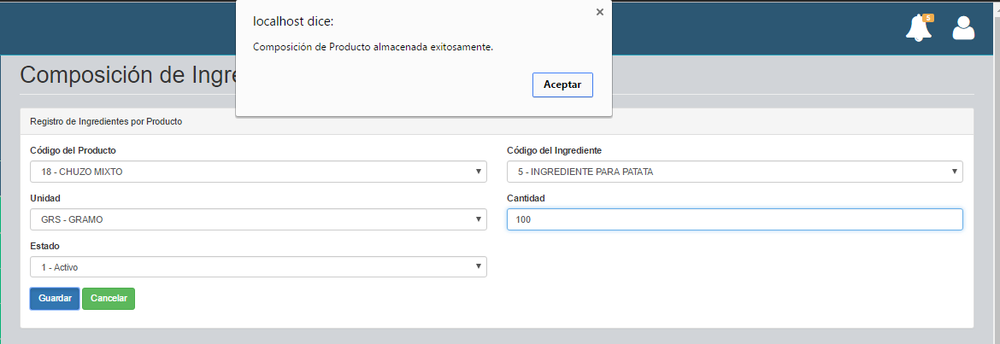 localhost dice:
Composición de Producto almacenada exitosamente.
Aceptar
5
Composición de Ingre
Registro de Ingredientes por Producto
Código del Producto
Código del Ingrediente
18 - CHUZO MIXTO
5 - INGREDIENTE PARA PATATA
Unidad
Cantidad
GRS - GRAMO
100
Estado
1 - Activo
Guardar
Cancelar